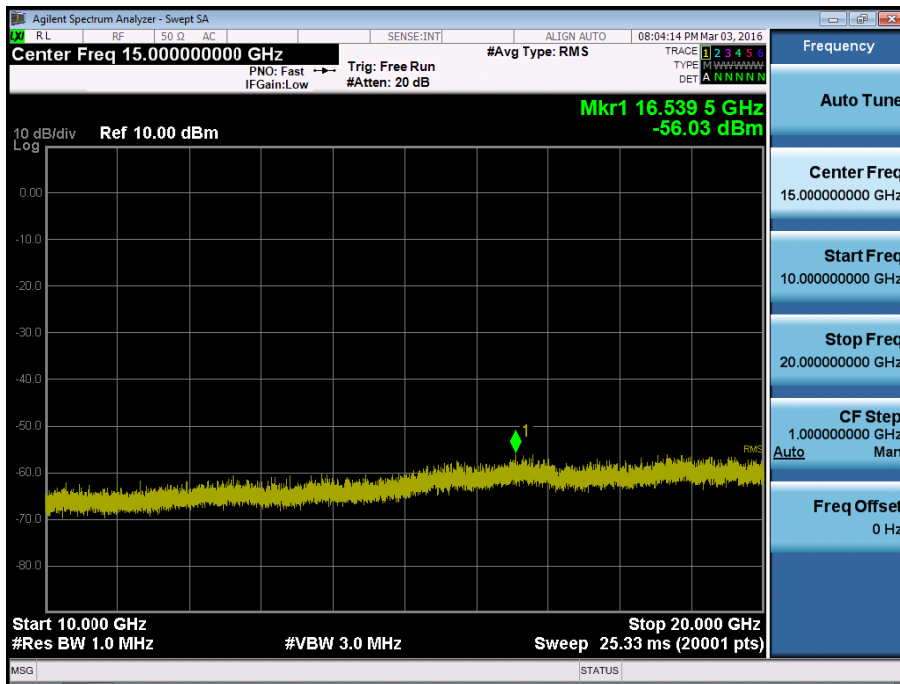 Agilent Spectrum Analyzer - Swept SA
LXI RL RF 50 Ω AC SENSE:INT ALIGN AUTO 08:04:14 PM Mar 03, 2016
Center Freq 15.000000000 GHz
PNO: Fast
IFGain:Low
Trig: Free Run
#Atten: 20 dB
#Avg Type: RMS
TRACE 1 2 3 4 5 6
TYPE M WWWWW
DET A N N N N N
Mkr1 16.539 5 GHz
-56.03 dBm
10 dB/div Ref 10.00 dBm
Log
0.00
-10.0
-20.0
-30.0
-40.0
-50.0
-60.0
-70.0
-80.0
1
RMS
Start 10.000 GHz Stop 20.000 GHz
#Res BW 1.0 MHz #VBW 3.0 MHz Sweep 25.33 ms (20001 pts)
MSG STATUS
Frequency
Auto Tune
Center Freq
15.000000000 GHz
Start Freq
10.000000000 GHz
Stop Freq
20.000000000 GHz
CF Step
1.000000000 GHz
Auto Man
Freq Offset
0 Hz